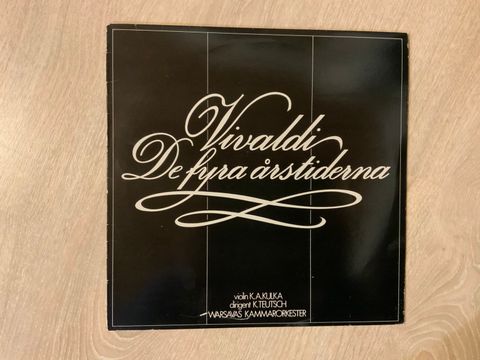 Vivaldi
De fyra årstiderna
violin K.A.KULKA
dirigent K.TEUTSCH
WARSAVAS KAMMARORKESTER